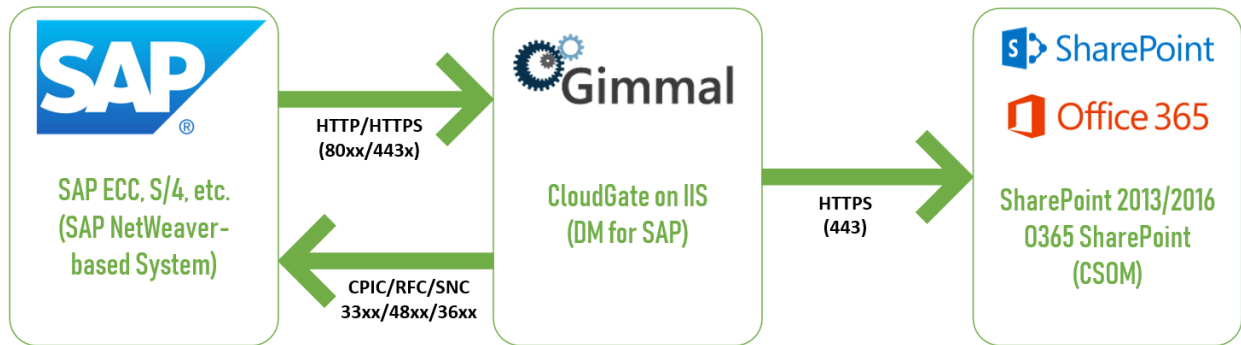 SAP
®
SAP ECC, S/4, etc.
(SAP NetWeaver-
based System)
HTTP/HTTPS
(80xx/443x)
CPIC/RFC/SNC
33xx/48xx/36xx
Gimmal
CloudGate on IIS
(DM for SAP)
HTTPS
(443)
S SharePoint
Office 365
SharePoint 2013/2016
O365 SharePoint
(CSOM)